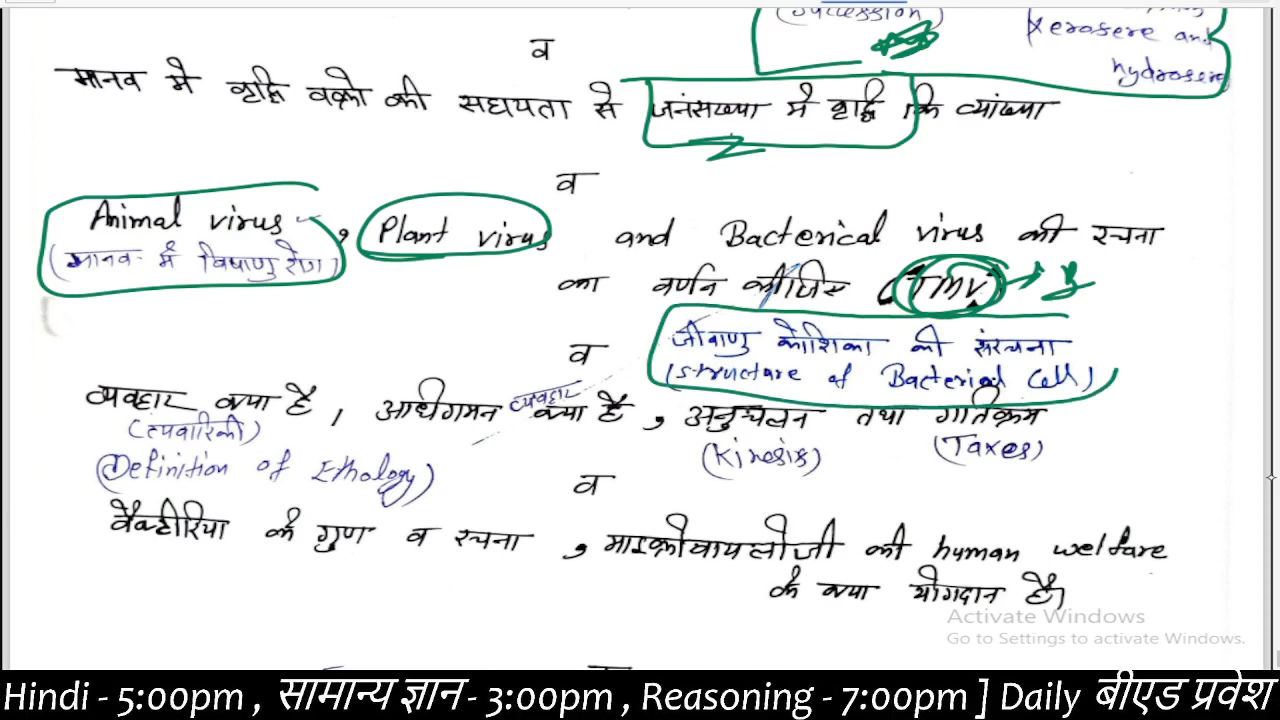 (Succession)
Xerosere and
hydrosere
व
मानव में वृद्धि वक्रो की सहायता से जनंसख्या में वृद्धि कि व्यांख्या
व
Animal virus , Plant virus and Bacterical virus की रचना
(मानव में विषाणु रोग)
का वर्णन कीजिए (TMV)
जीवाणु कोशिका की संरचना
व
(structure of Bacterial Cell)
व्यवहार क्या है , आधिगमन व्यवहार क्या है , अनुचलन तथा गतिक्रम
(Kinesis) (Taxes)
(Definition of Ethology)
व
वैक्टीरिया के गुण व रचना , माइक्रोबायलोजी की human welfare
के क्या योगदान है।
Activate Windows
Go to Settings to activate Windows.
Hindi - 5:00pm , सामान्य ज्ञान- 3:00pm , Reasoning - 7:00pm ] Daily बीएड प्रवेश